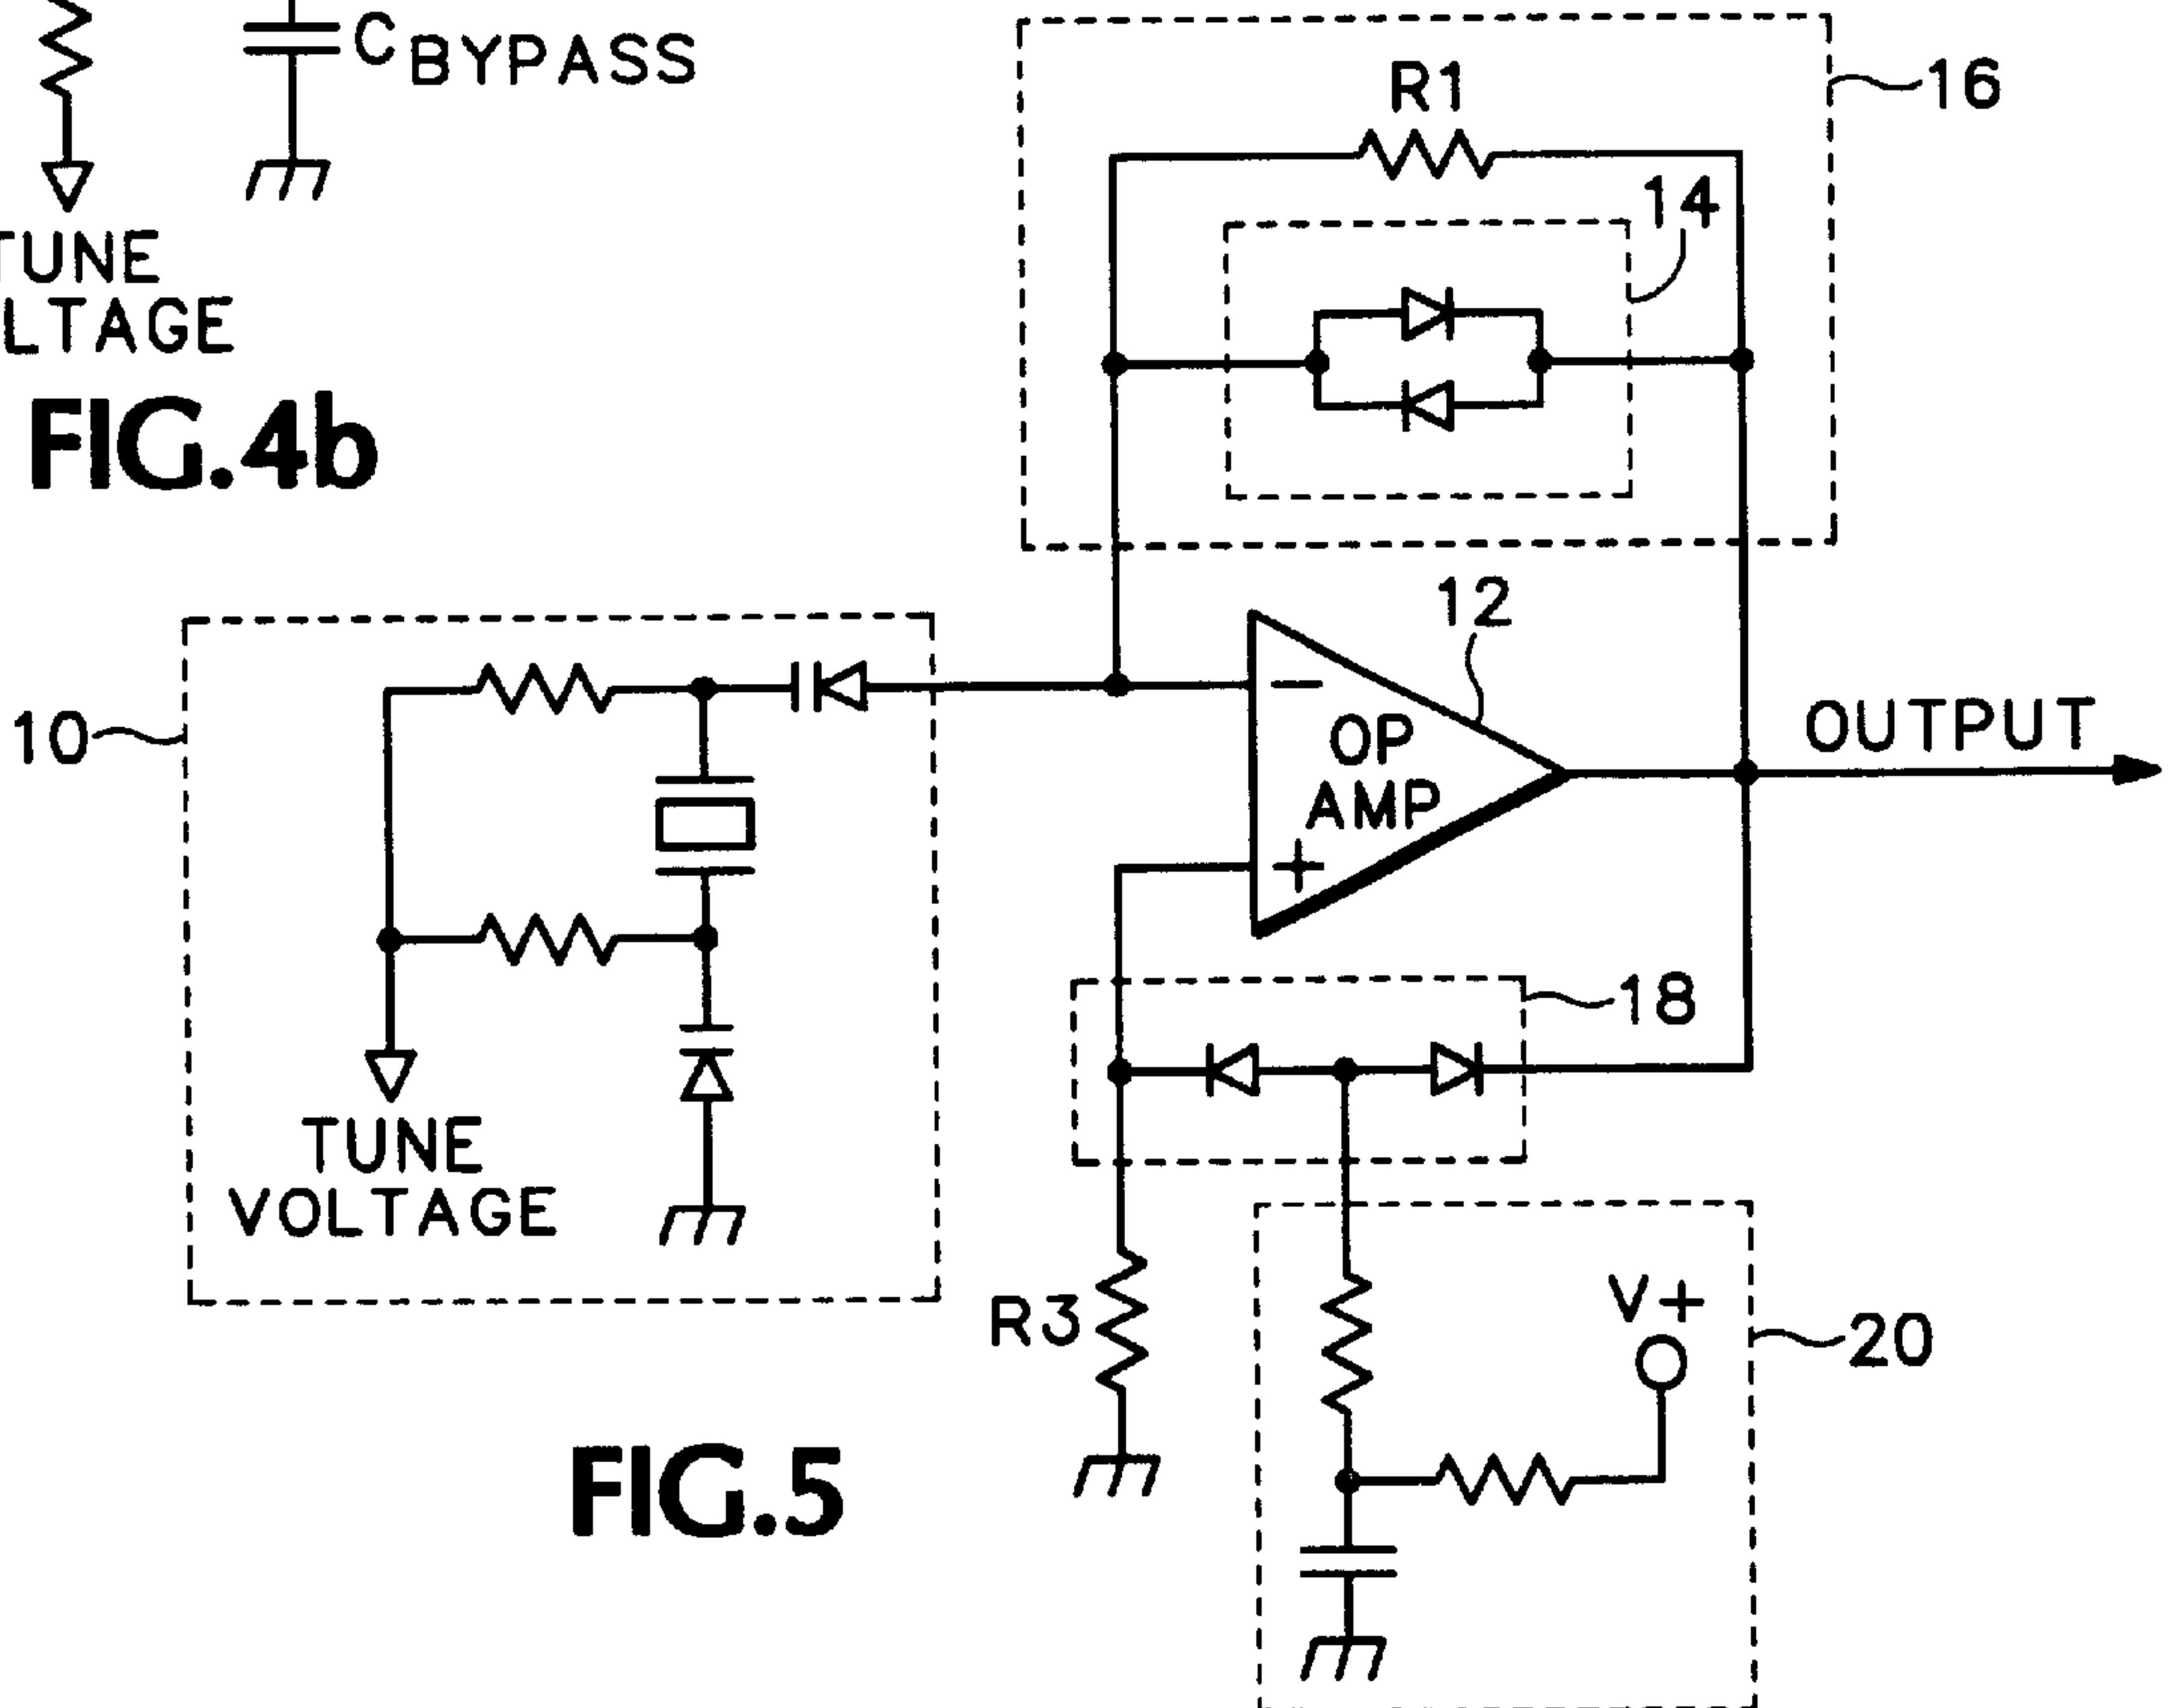 CBYPASS
TUNE
LTAGE
FIG.4b
16
R1
14
12
10
-
OP
AMP
+
OUTPUT
18
TUNE
VOLTAGE
R3
V+
20
FIG.5